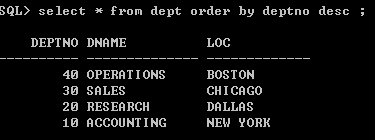 SQL> select * from dept order by deptno desc ;
DEPTNO DNAME LOC
---------- -------------- -------------
40 OPERATIONS BOSTON
30 SALES CHICAGO
20 RESEARCH DALLAS
10 ACCOUNTING NEW YORK